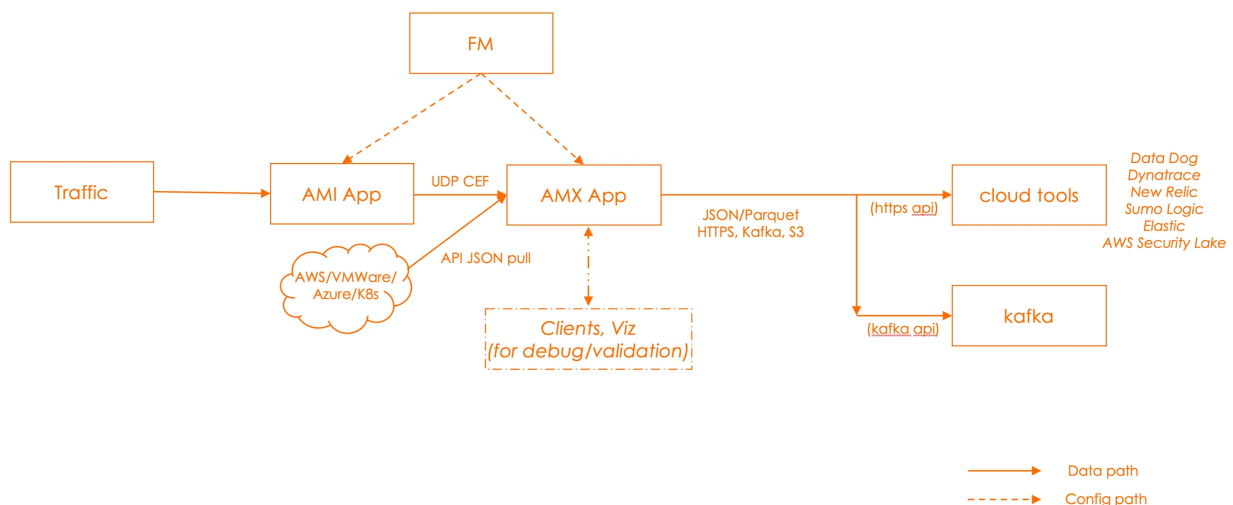 FM
Traffic
AMI App
UDP CEF
AMX App
JSON/Parquet
HTTPS, Kafka, S3
(https api)
cloud tools
Data Dog
Dynatrace
New Relic
Sumo Logic
Elastic
AWS Security Lake
AWS/VMWare/
Azure/K8s
API JSON pull
Clients, Viz
(for debug/validation)
(kafka api)
kafka
Data path
Config path